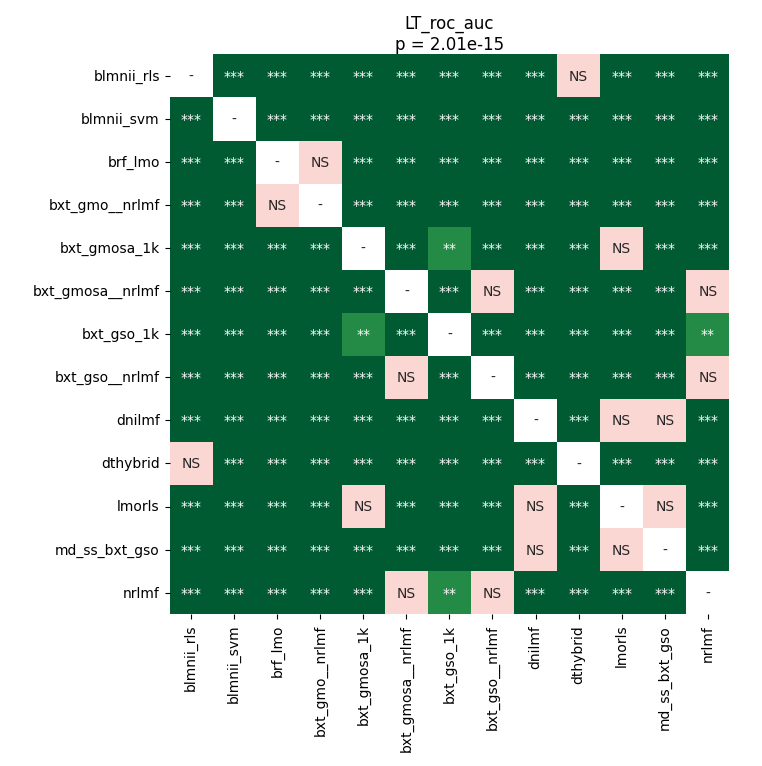 LT_roc_auc
p = 2.01e-15
blmnii_rls - *** *** *** *** *** *** *** *** NS *** *** ***
blmnii_svm *** - *** *** *** *** *** *** *** *** *** *** ***
brf_lmo *** *** - NS *** *** *** *** *** *** *** *** ***
bxt_gmo__nrlmf *** *** NS - *** *** *** *** *** *** *** *** ***
bxt_gmosa_1k *** *** *** *** - *** ** *** *** *** NS *** ***
bxt_gmosa__nrlmf *** *** *** *** *** - *** NS *** *** *** *** NS
bxt_gso_1k *** *** *** *** ** *** - *** *** *** *** *** **
bxt_gso__nrlmf *** *** *** *** *** NS *** - *** *** *** *** NS
dnilmf *** *** *** *** *** *** *** *** - *** NS NS ***
dthybrid NS *** *** *** *** *** *** *** *** - *** *** ***
lmorls *** *** *** *** NS *** *** *** NS *** - NS ***
md_ss_bxt_gso *** *** *** *** *** *** *** *** NS *** NS - ***
nrlmf *** *** *** *** *** NS ** NS *** *** *** *** -
blmnii_rls
blmnii_svm
brf_lmo
bxt_gmo__nrlmf
bxt_gmosa_1k
bxt_gmosa__nrlmf
bxt_gso_1k
bxt_gso__nrlmf
dnilmf
dthybrid
lmorls
md_ss_bxt_gso
nrlmf